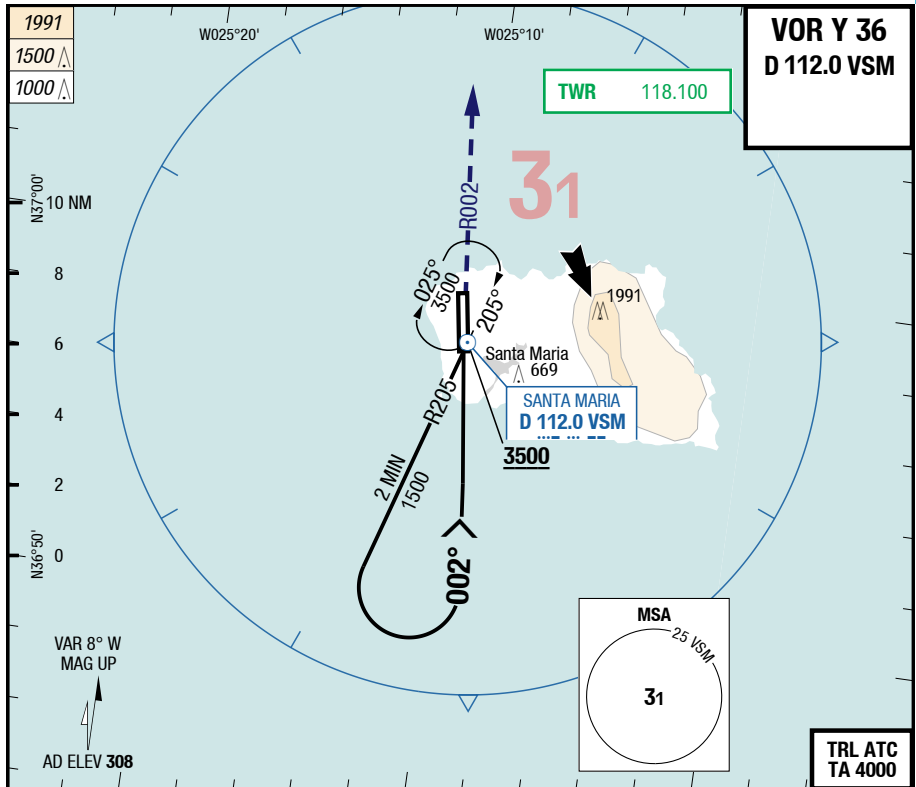 1991
1500
1000
W025°20'
W025°10'
VOR Y 36
D 112.0 VSM
TWR 118.100
31
N37°00'
10 NM
8
6
4
2
0
N36°50'
R002
025°
3500
205°
1991
Santa Maria
669
SANTA MARIA
D 112.0 VSM
3500
R205
2 MIN
1500
002°
MSA
25 VSM
31
VAR 8° W
MAG UP
AD ELEV 308
TRL ATC
TA 4000